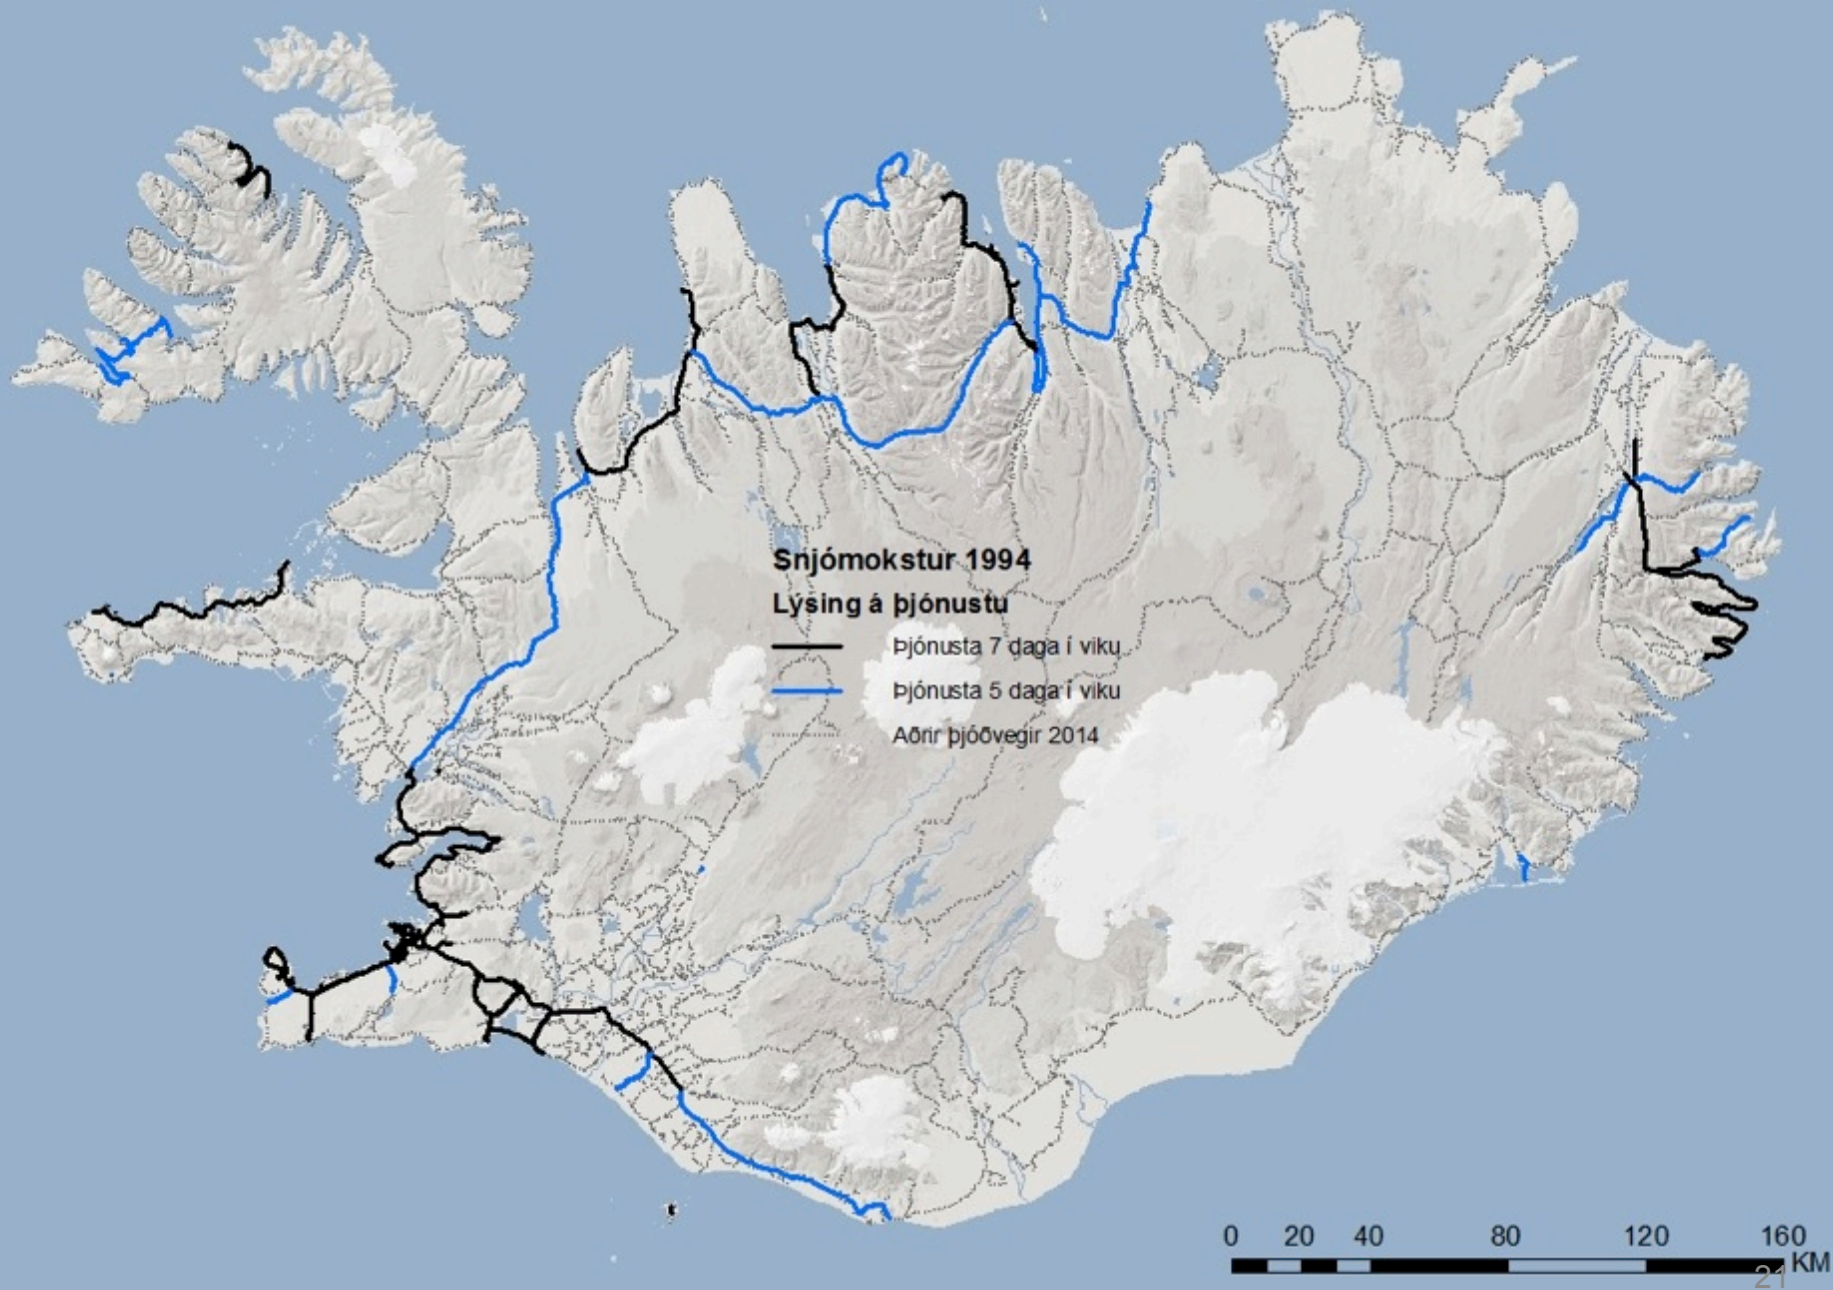 Snjómokstur 1994
Lýsing á þjónustu
Þjónusta 7 daga í viku
Þjónusta 5 daga í viku
Aðrir þjóðvegir 2014
0 20 40 80 120 160
KM
21